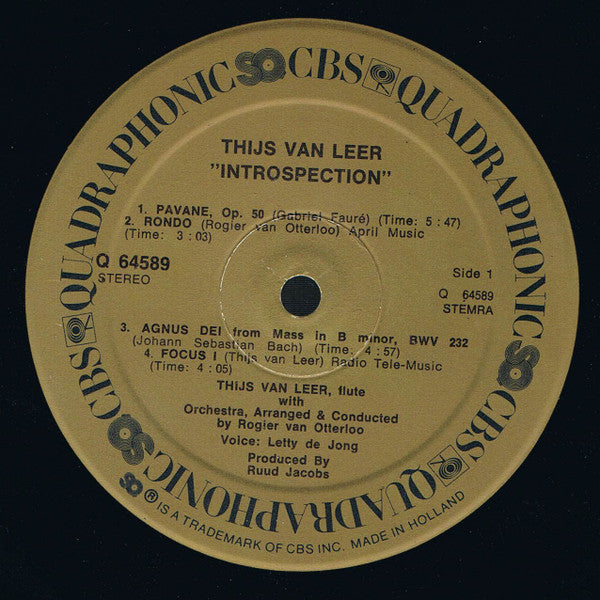 QUADRAPHONIC SQ CBS QUADRAPHONIC SQ CBS QUADRAPHONIC SQ CBS
THIJS VAN LEER
"INTROSPECTION"
1. PAVANE, Op. 50 (Gabriel Fauré) (Time: 5:47)
2. RONDO (Rogier van Otterloo) April Music
(Time: 3:03)
Q 64589
STEREO
Side 1
Q 64589
STEMRA
3. AGNUS DEI from Mass in B minor, BWV 232
(Johann Sebastian Bach) (Time: 4:57)
4. FOCUS I (Thijs van Leer) Radio Tele-Music
(Time: 4:05)
THIJS VAN LEER, flute
with
Orchestra, Arranged & Conducted
by Rogier van Otterloo
Voice: Letty de Jong
Produced By
Ruud Jacobs
SQ ® IS A TRADEMARK OF CBS INC. MADE IN HOLLAND